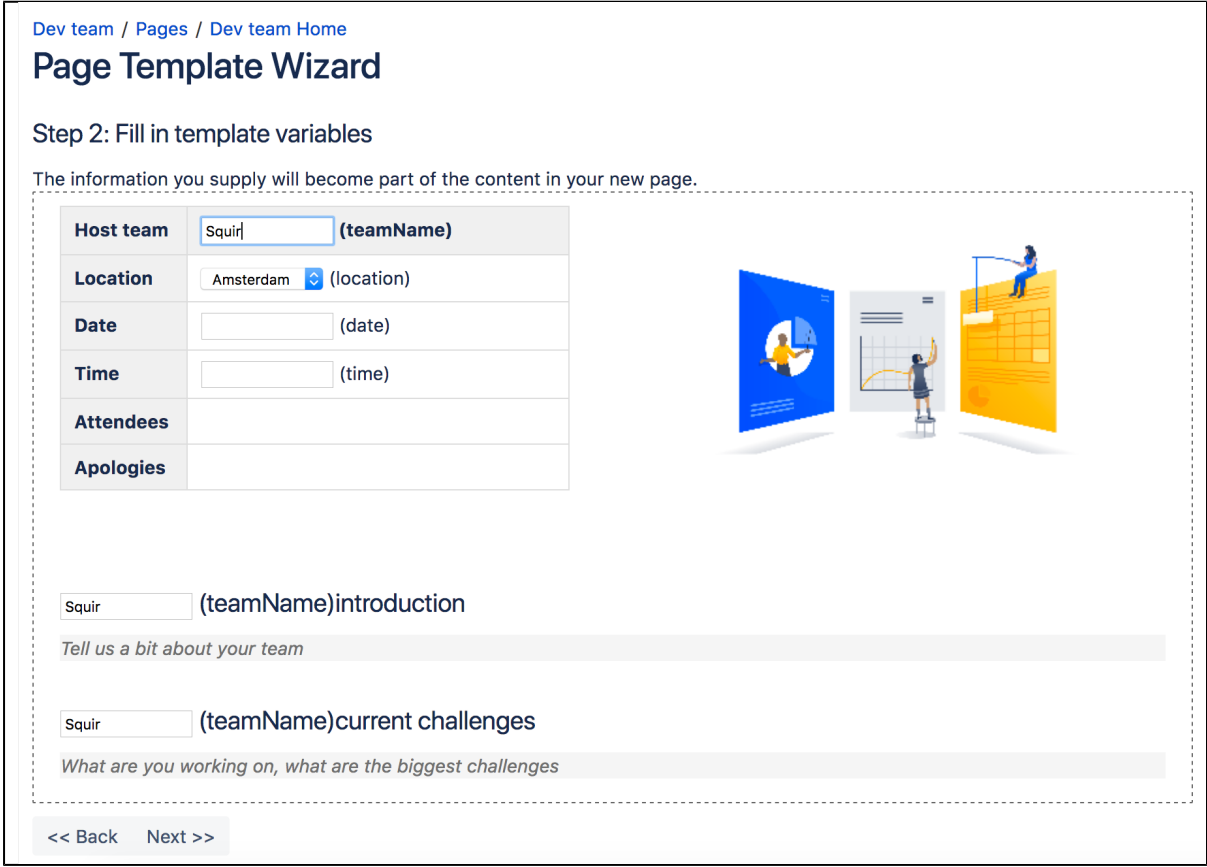 Dev team / Pages / Dev team Home
Page Template Wizard
Step 2: Fill in template variables
The information you supply will become part of the content in your new page.
Host team Squir (teamName)
Location Amsterdam (location)
Date (date)
Time (time)
Attendees
Apologies
Squir (teamName)introduction
Tell us a bit about your team
Squir (teamName)current challenges
What are you working on, what are the biggest challenges
<< Back Next >>